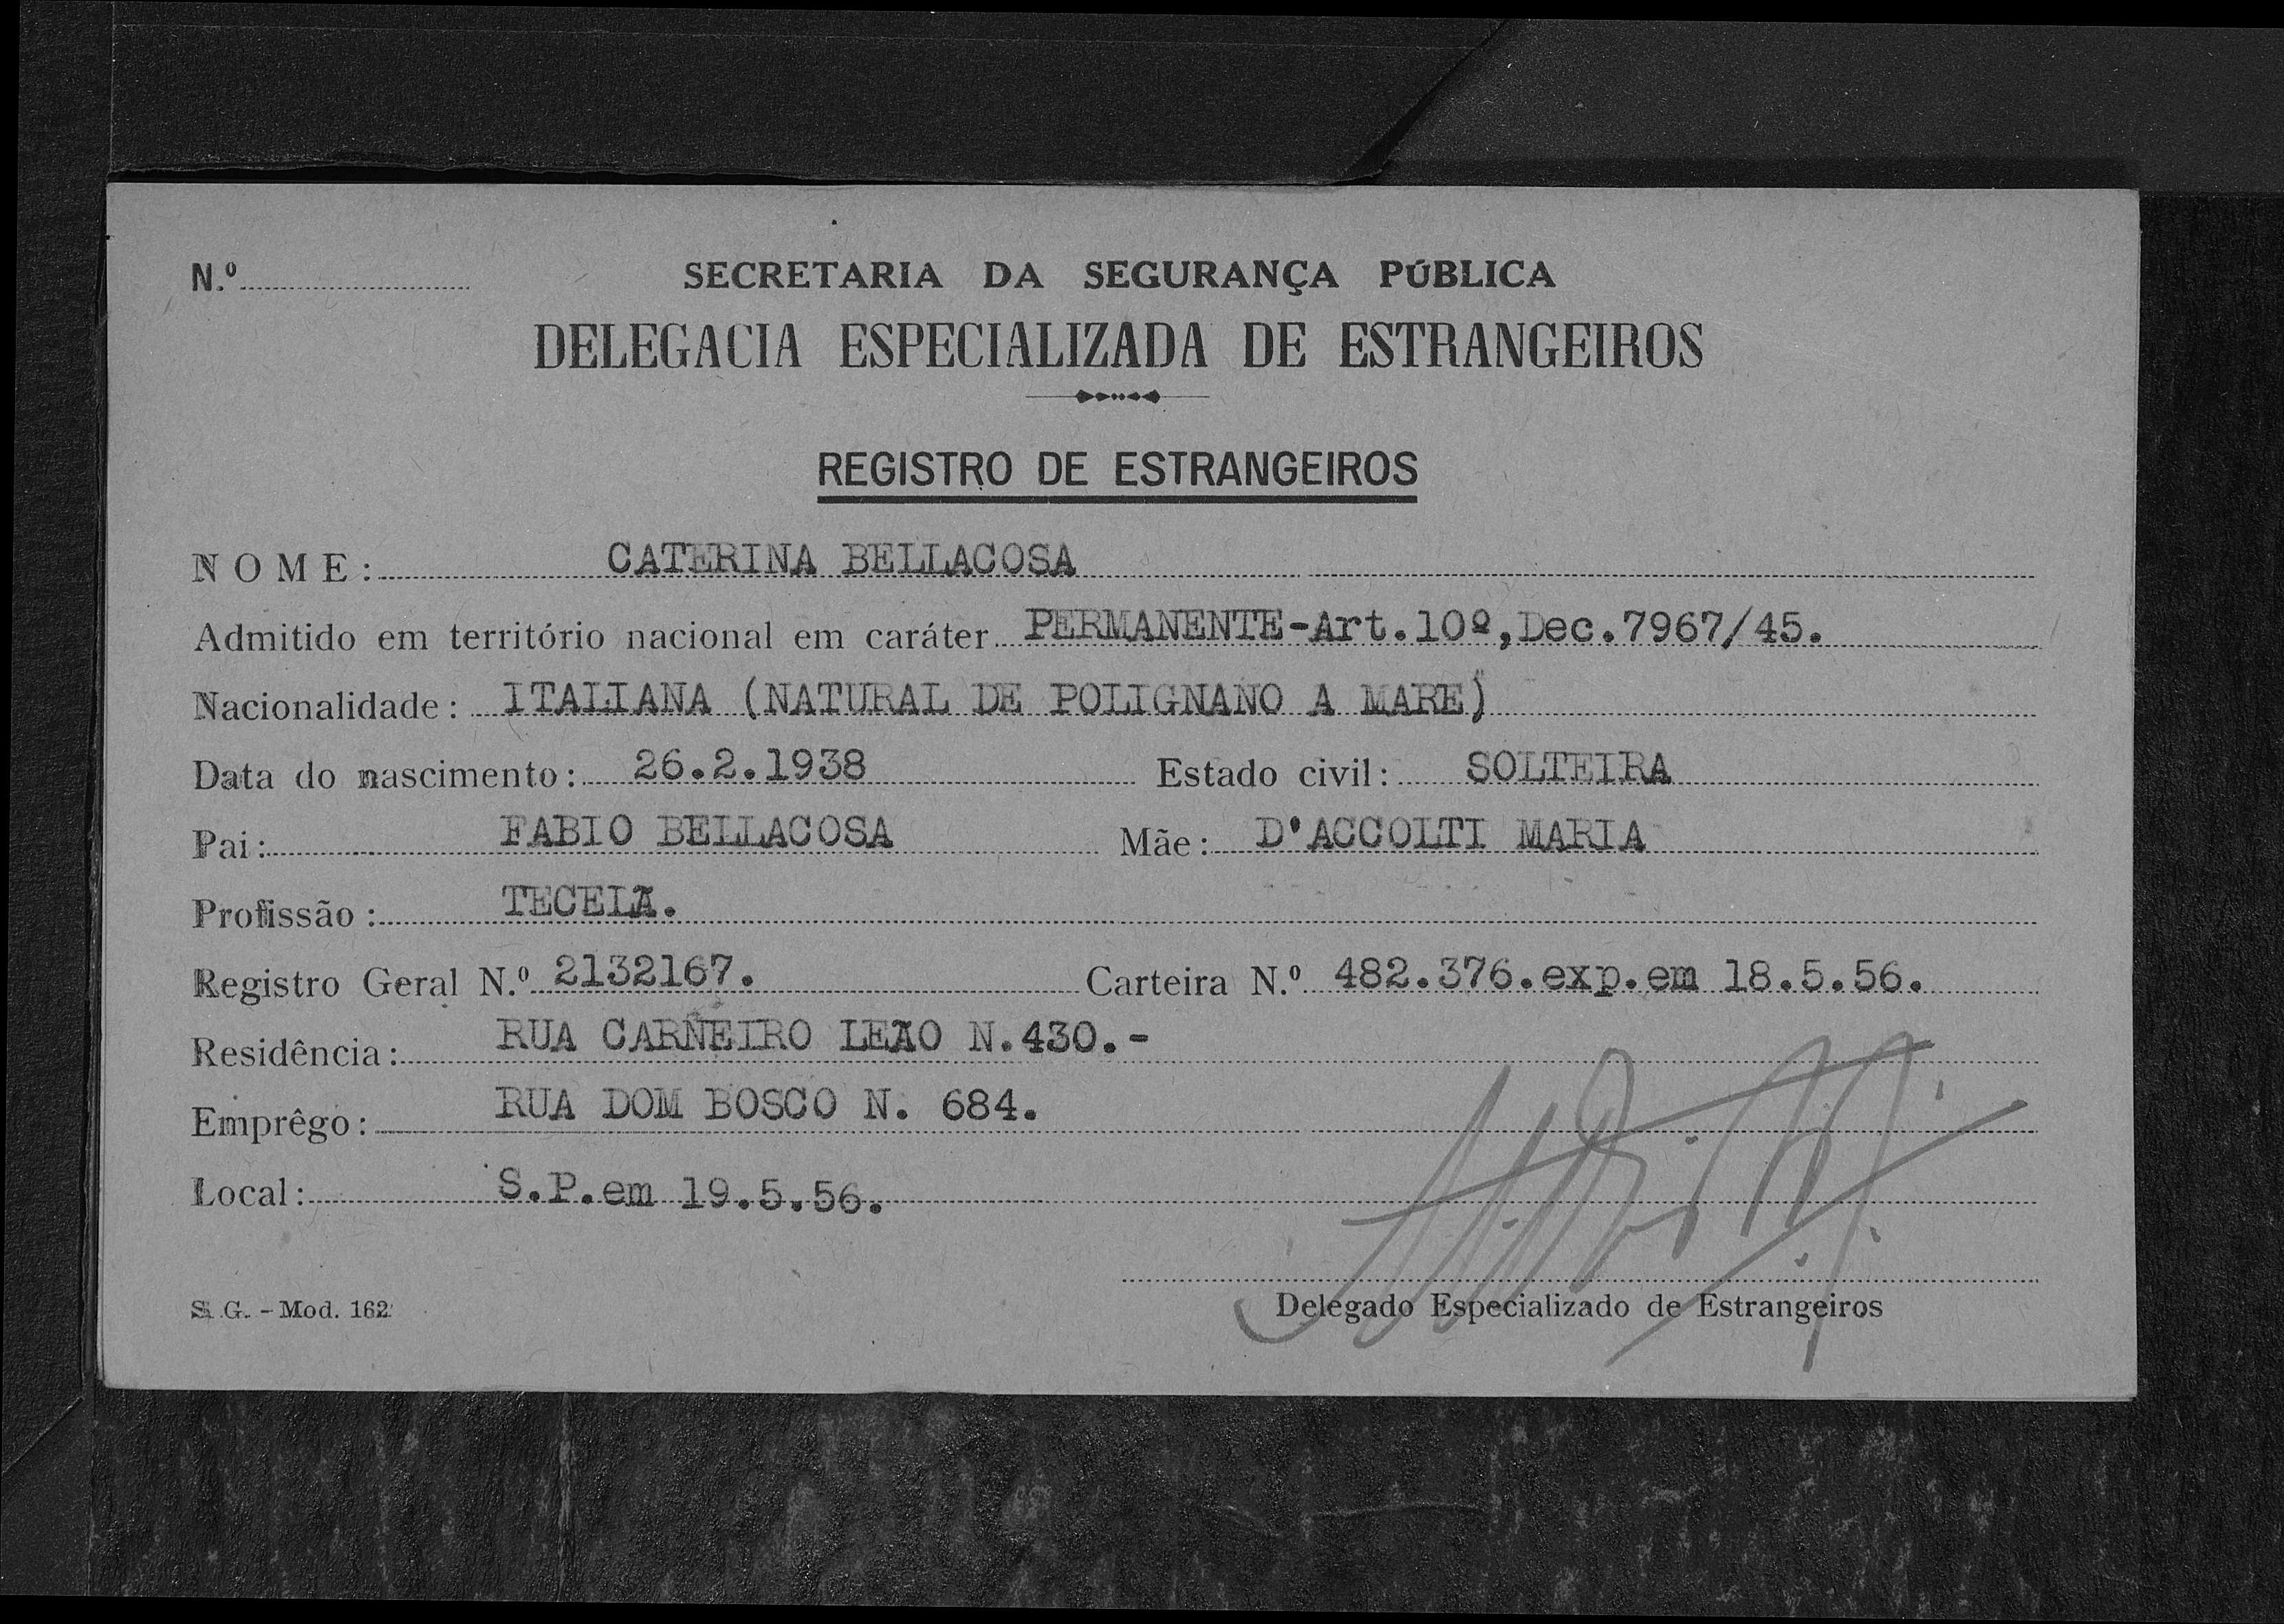 N.º
SECRETARIA DA SEGURANÇA PÚBLICA
DELEGACIA ESPECIALIZADA DE ESTRANGEIROS
REGISTRO DE ESTRANGEIROS
NOME: CATERINA BELLACOSA
Admitido em território nacional em caráter PERMANENTE-Art.10º,Dec.7967/45.
Nacionalidade: ITALIANA (NATURAL DE POLIGNANO A MARE)
Data do nascimento: 26.2.1938 Estado civil: SOLTEIRA
Pai: FABIO BELLACOSA Mãe: D'ACCOLTI MARIA
Profissão: TECELÃ.
Registro Geral N.º 2132167. Carteira N.º 482.376.exp.em 18.5.56.
Residência: RUA CARNEIRO LEÃO N.430.-
Emprêgo: RUA DOM BOSCO N. 684.
Local: S.P.em 19.5.56.
Delegado Especializado de Estrangeiros
S. G. - Mod. 162